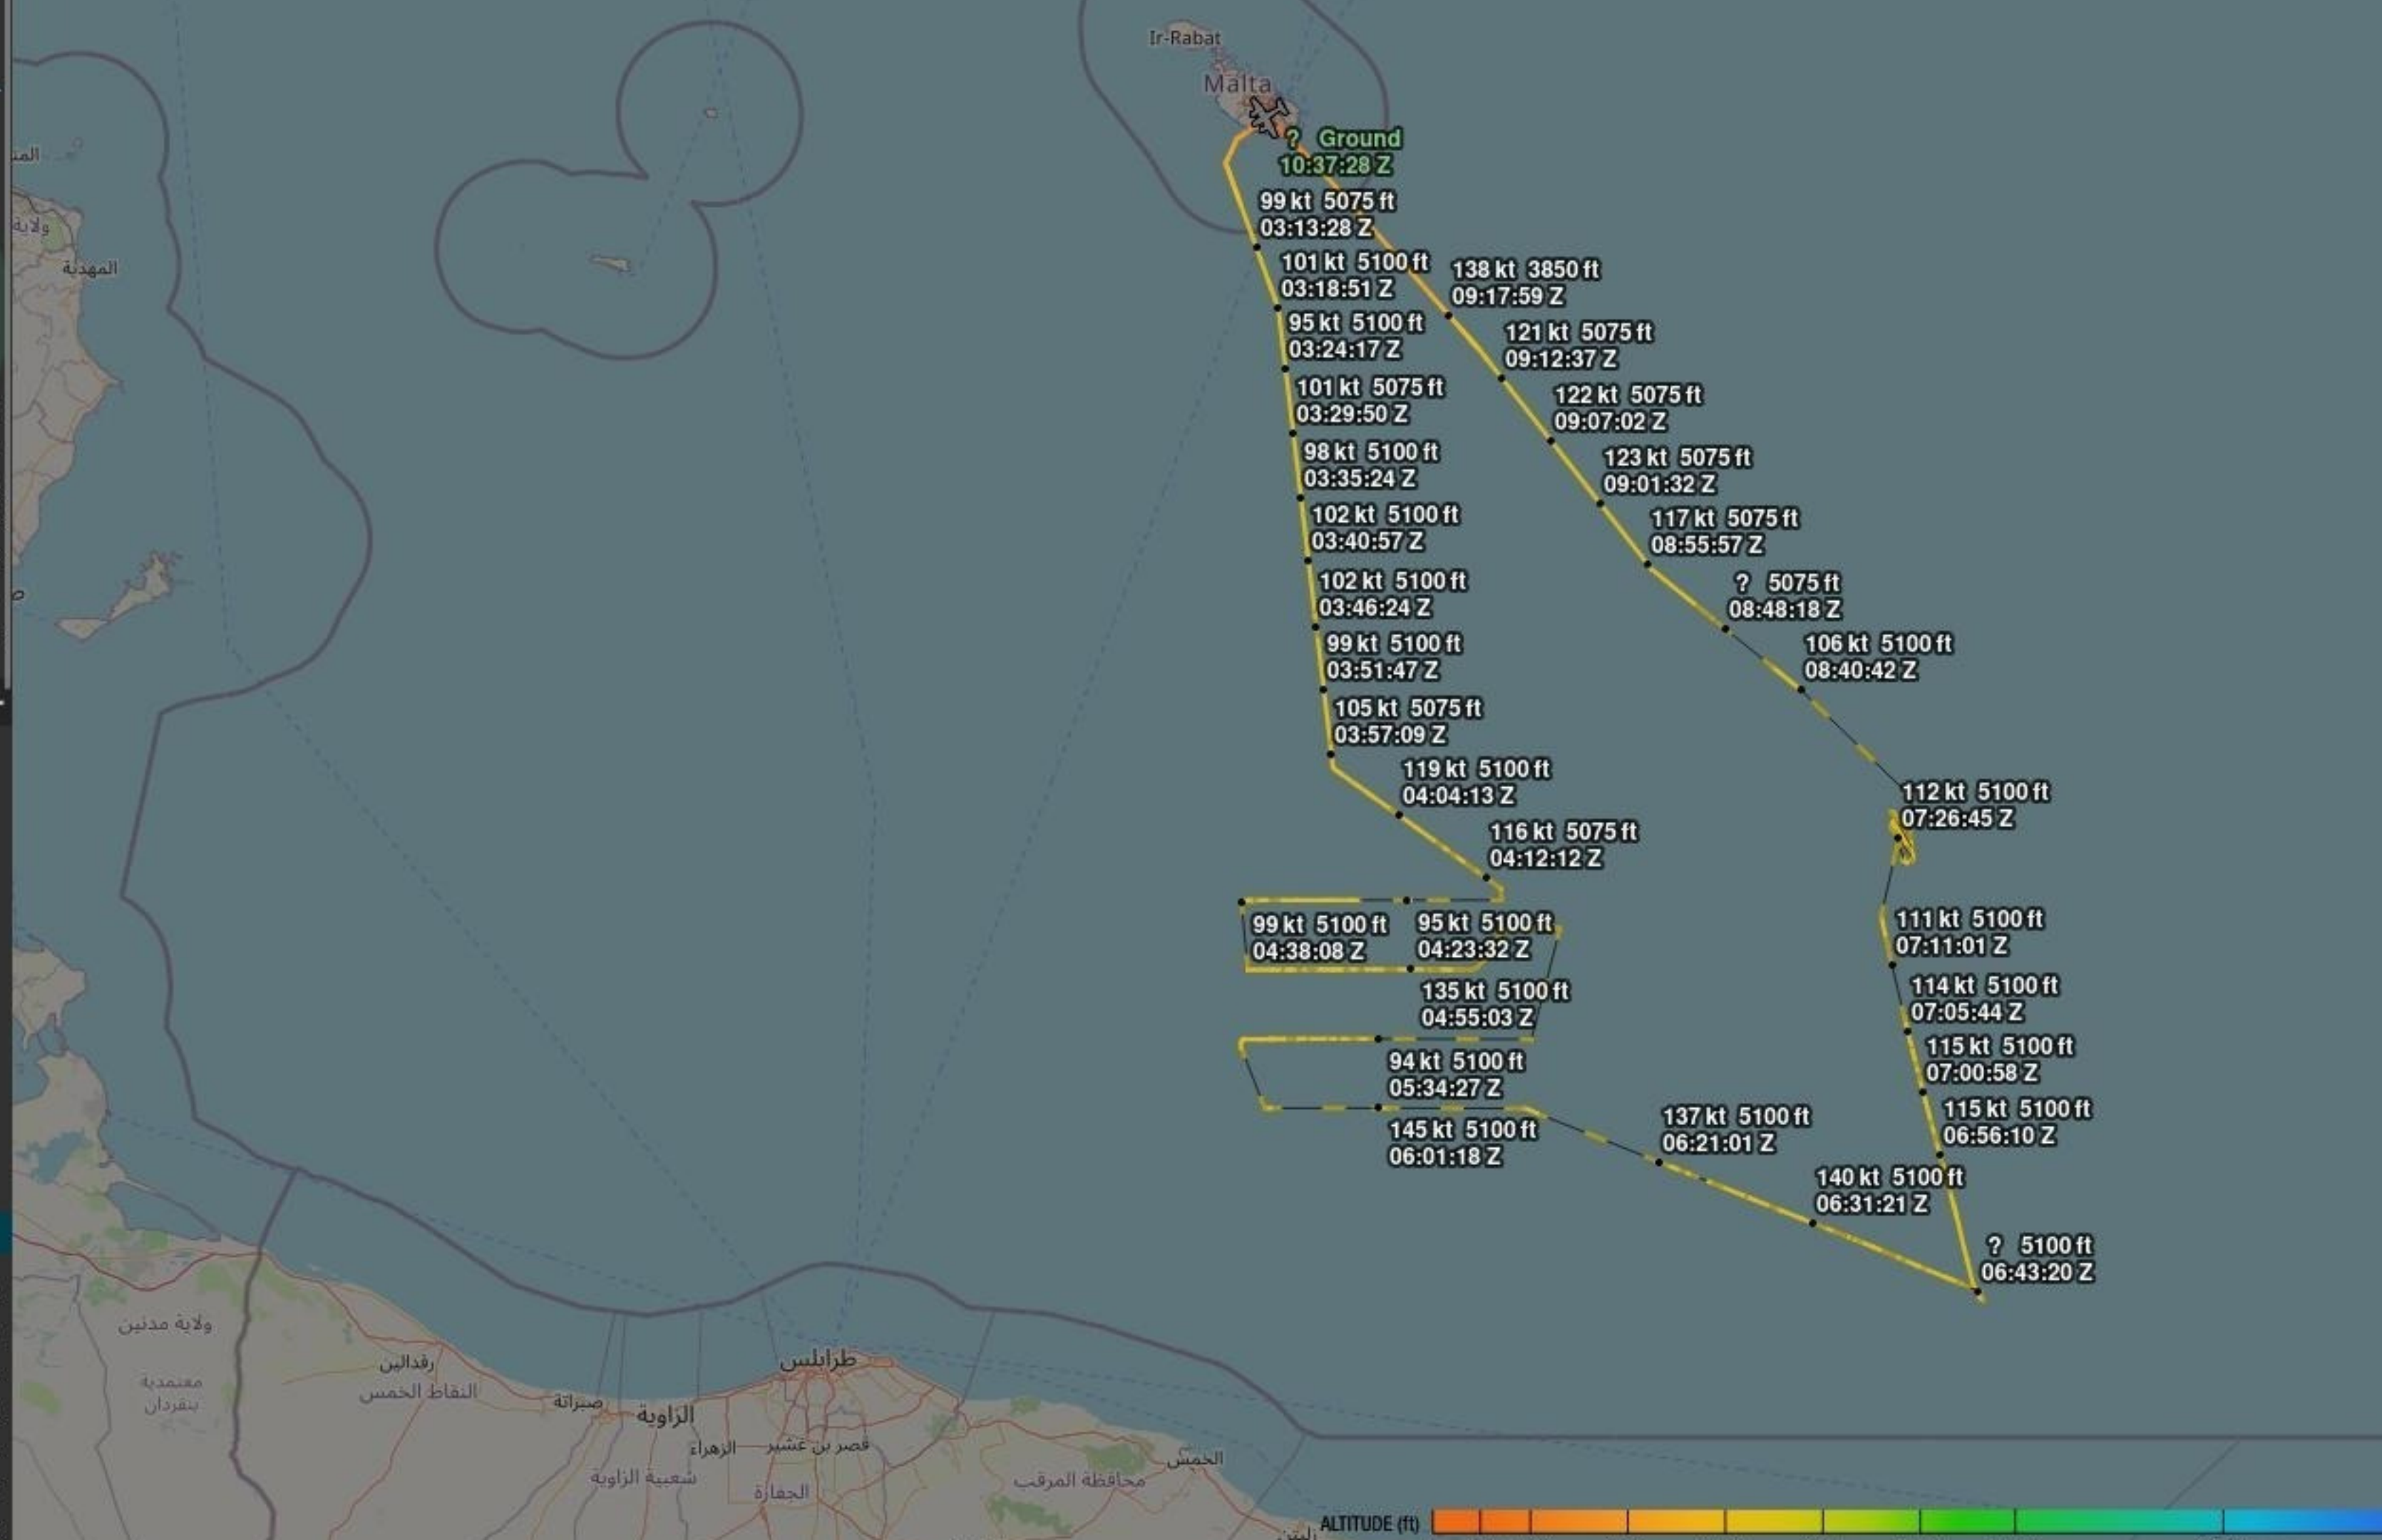 Ir-Rabat
Malta
? Ground
10:37:28 Z
99 kt 5075 ft
03:13:28 Z
101 kt 5100 ft
03:18:51 Z
138 kt 3850 ft
09:17:59 Z
95 kt 5100 ft
03:24:17 Z
121 kt 5075 ft
09:12:37 Z
101 kt 5075 ft
03:29:50 Z
122 kt 5075 ft
09:07:02 Z
98 kt 5100 ft
03:35:24 Z
123 kt 5075 ft
09:01:32 Z
102 kt 5100 ft
03:40:57 Z
117 kt 5075 ft
08:55:57 Z
102 kt 5100 ft
03:46:24 Z
? 5075 ft
08:48:18 Z
99 kt 5100 ft
03:51:47 Z
106 kt 5100 ft
08:40:42 Z
105 kt 5075 ft
03:57:09 Z
119 kt 5100 ft
04:04:13 Z
112 kt 5100 ft
07:26:45 Z
116 kt 5075 ft
04:12:12 Z
99 kt 5100 ft
04:38:08 Z
95 kt 5100 ft
04:23:32 Z
111 kt 5100 ft
07:11:01 Z
135 kt 5100 ft
04:55:03 Z
114 kt 5100 ft
07:05:44 Z
94 kt 5100 ft
05:34:27 Z
115 kt 5100 ft
07:00:58 Z
145 kt 5100 ft
06:01:18 Z
137 kt 5100 ft
06:21:01 Z
115 kt 5100 ft
06:56:10 Z
140 kt 5100 ft
06:31:21 Z
? 5100 ft
06:43:20 Z
ولاية
المهدية
ولاية مدنين
معتمدية
بنقردان
رقدالين
النقاط الخمس
صبراتة
الزاوية
طرابلس
الزهراء
قصر بن غشير
شعبية الزاوية
الجفارة
محافظة المرقب
الخمس
زليتن
ALTITUDE (ft)